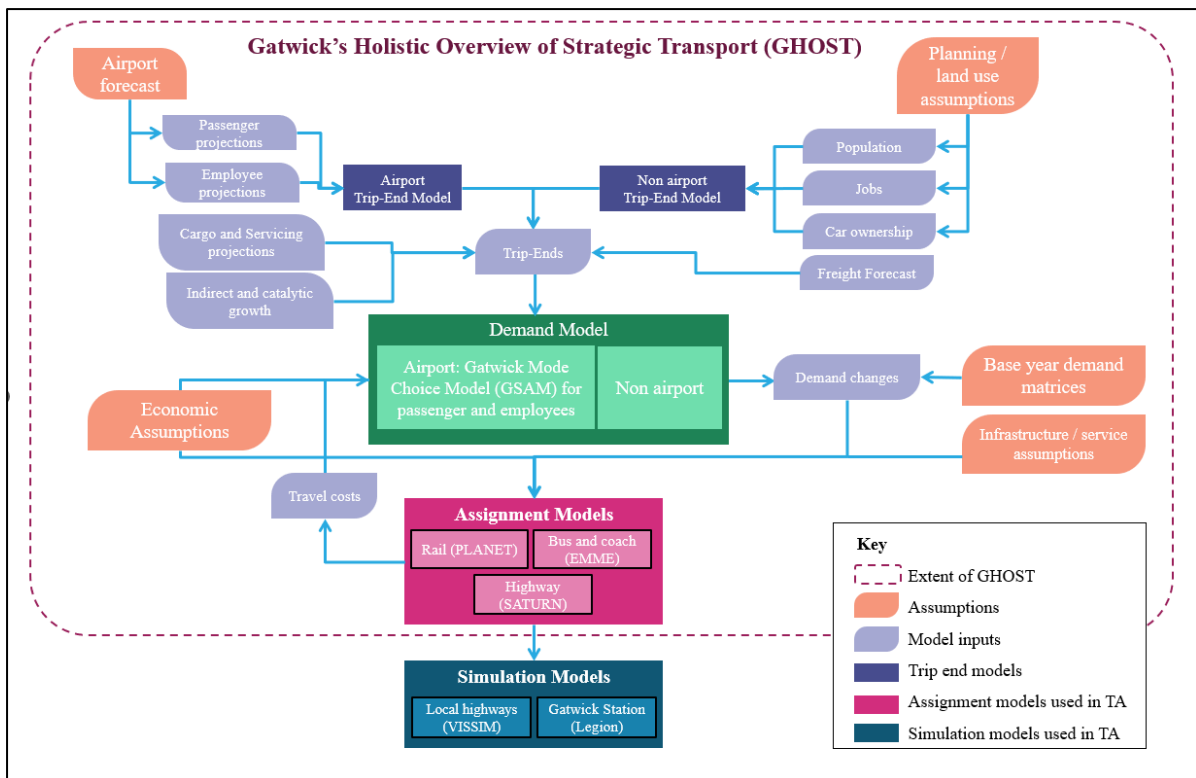 Gatwick's Holistic Overview of Strategic Transport (GHOST)
Airport
forecast
Planning /
land use
assumptions
Passenger
projections
Employee
projections
Airport
Trip-End Model
Non airport
Trip-End Model
Population
Jobs
Car ownership
Cargo and Servicing
projections
Trip-Ends
Freight Forecast
Indirect and catalytic
growth
Demand Model
Airport: Gatwick Mode
Choice Model (GSAM) for
passenger and employees
Non airport
Demand changes
Base year demand
matrices
Economic
Assumptions
Infrastructure / service
assumptions
Travel costs
Assignment Models
Rail (PLANET)
Bus and coach
(EMME)
Highway
(SATURN)
Simulation Models
Local highways
(VISSIM)
Gatwick Station
(Legion)
Key
Extent of GHOST
Assumptions
Model inputs
Trip end models
Assignment models used in TA
Simulation models used in TA